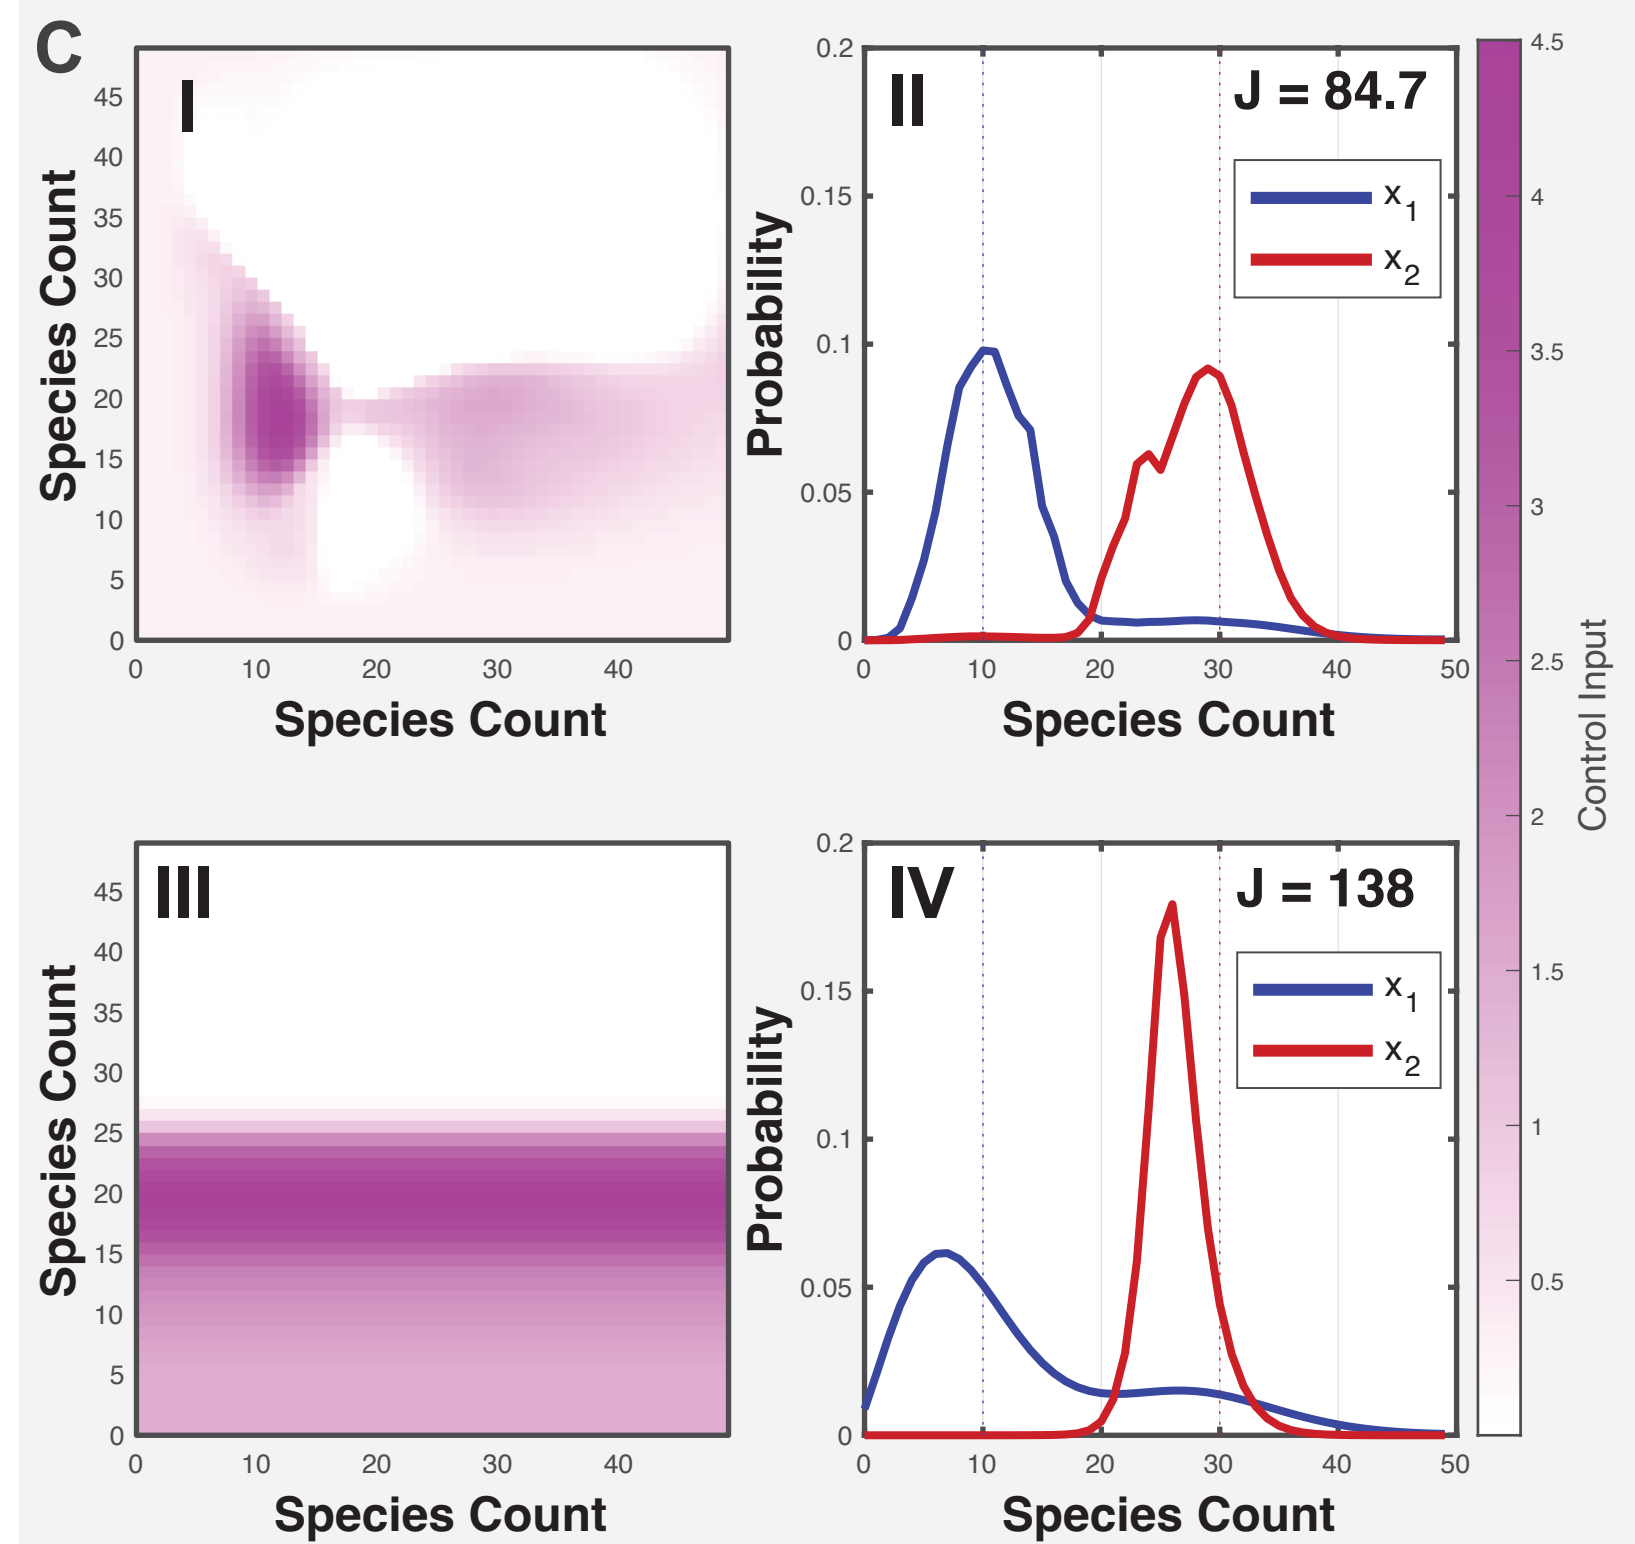 C
I
Species Count
45
40
35
30
25
20
15
10
5
0
0 10 20 30 40
Species Count
II
J = 84.7
x1
x2
Probability
0.2
0.15
0.1
0.05
0
0 10 20 30 40 50
Species Count
III
Species Count
45
40
35
30
25
20
15
10
5
0
0 10 20 30 40
Species Count
IV
J = 138
x1
x2
Probability
0.2
0.15
0.1
0.05
0
0 10 20 30 40 50
Species Count
4.5
4
3.5
3
2.5
2
1.5
1
0.5
Control Input